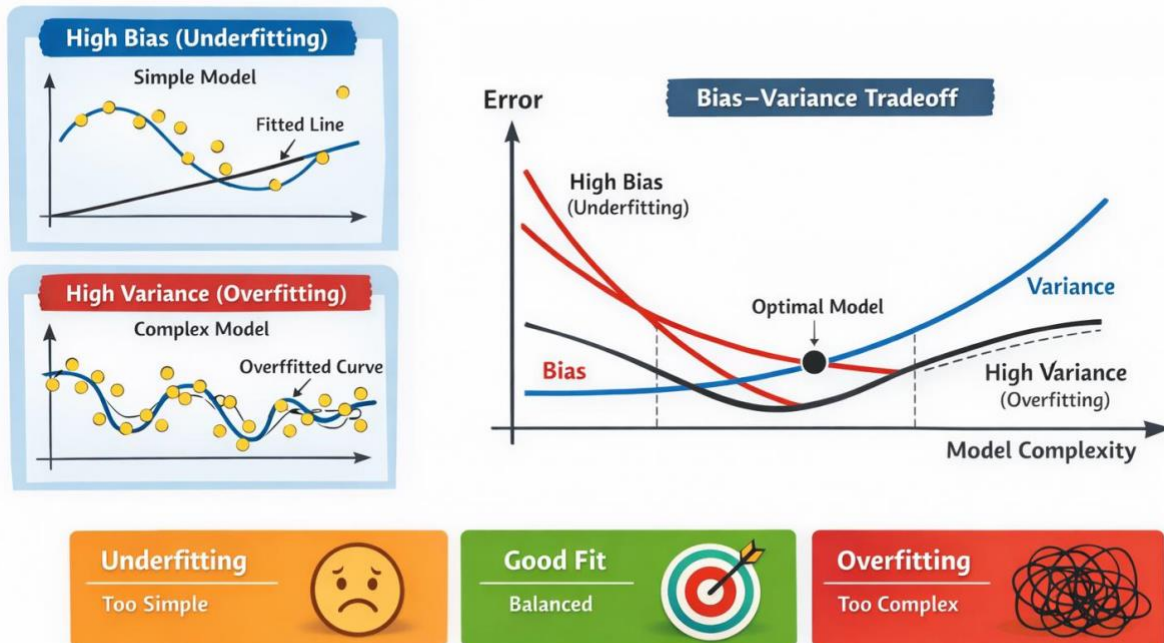 High Bias (Underfitting)
Simple Model
Fitted Line
High Variance (Overfitting)
Complex Model
Overffitted Curve
Bias–Variance Tradeoff
Error
High Bias
(Underfitting)
Optimal Model
Variance
Bias
High Variance
(Overfitting)
Model Complexity
Underfitting
Too Simple
Good Fit
Balanced
Overfitting
Too Complex